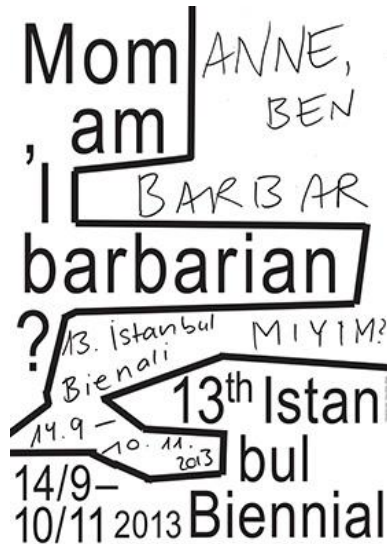 Mom
ANNE,
, am
BEN
I
BARBAR
barbarian
?
MIYIM?
13. İstanbul
Bienali
14.9 –
10.11.
2013
13th Istan
bul
Biennial
14/9–
10/11 2013